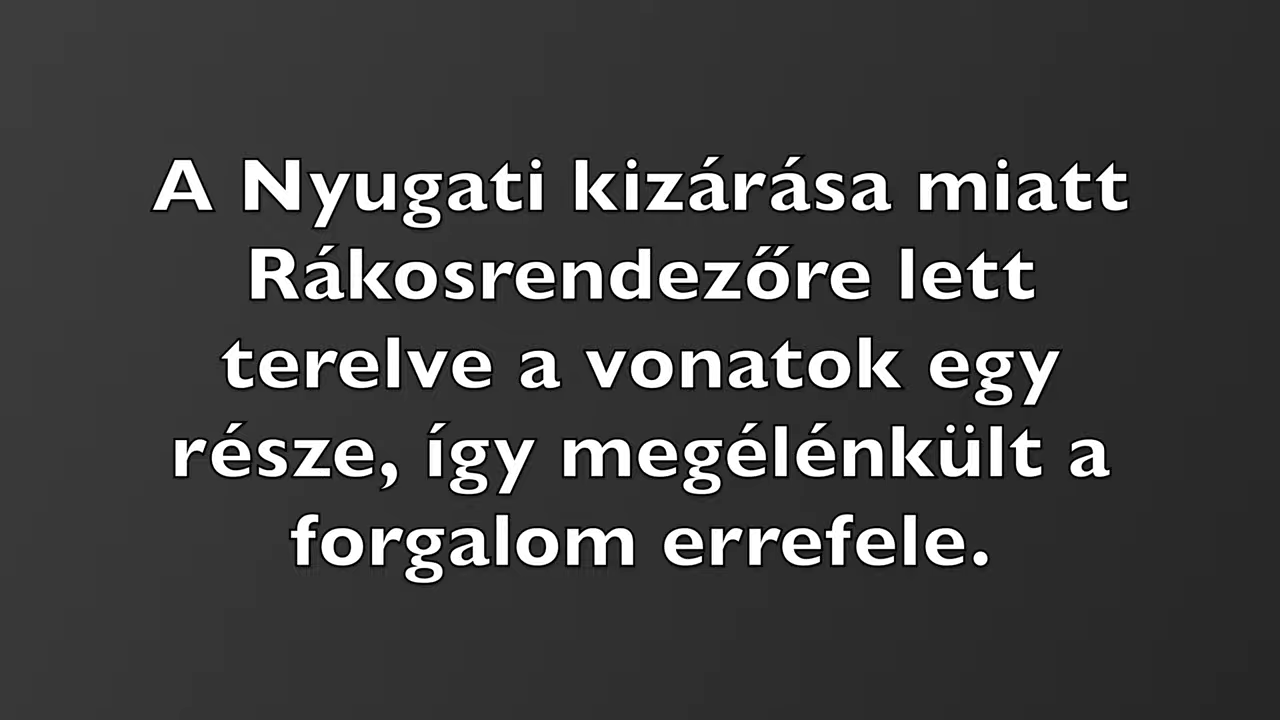 A Nyugati kizárása miatt
Rákosrendezőre lett
terelve a vonatok egy
része, így megélénkült a
forgalom errefele.